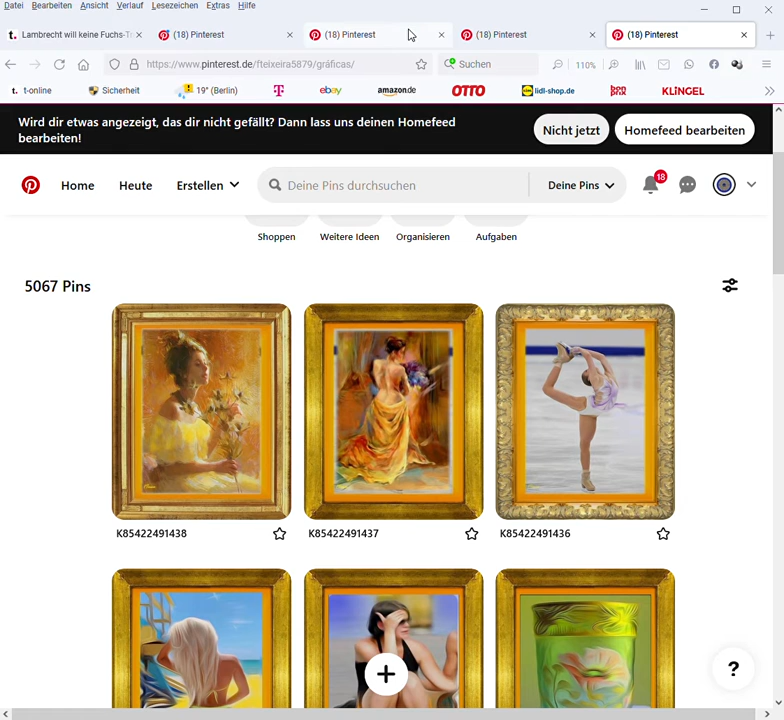 Datei Bearbeiten Ansicht Verlauf Lesezeichen Extras Hilfe
Lambrecht will keine Fuchs-T
(18) Pinterest
(18) Pinterest
(18) Pinterest
(18) Pinterest
https://www.pinterest.de/fteixeira5879/gráficas/
Suchen
110%
t-online
Sicherheit
19° (Berlin)
ebay
amazon.de
OTTO
lidl-shop.de
bon prix
KLiNGEL
Wird dir etwas angezeigt, das dir nicht gefällt? Dann lass uns deinen Homefeed
bearbeiten!
Nicht jetzt
Homefeed bearbeiten
Home
Heute
Erstellen
Deine Pins durchsuchen
Deine Pins
18
Shoppen
Weitere Ideen
Organisieren
Aufgaben
5067 Pins
K85422491438
K85422491437
K85422491436
?